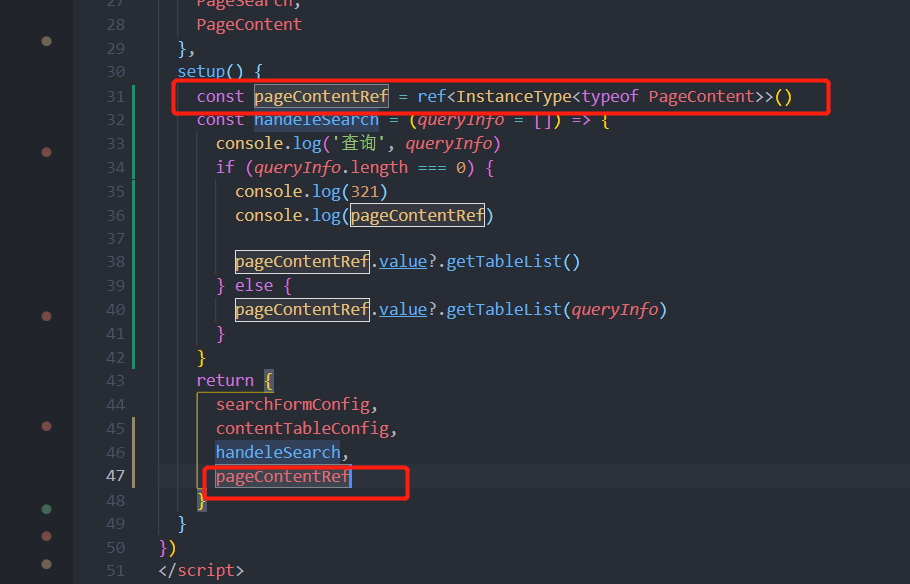 27 PageSearch,
28 PageContent
29 },
30 setup() {
31 const pageContentRef = ref<InstanceType<typeof PageContent>>()
32 const handeleSearch = (queryInfo = []) => {
33 console.log('查询', queryInfo)
34 if (queryInfo.length === 0) {
35 console.log(321)
36 console.log(pageContentRef)
37
38 pageContentRef.value?.getTableList()
39 } else {
40 pageContentRef.value?.getTableList(queryInfo)
41 }
42 }
43 return {
44 searchFormConfig,
45 contentTableConfig,
46 handeleSearch,
47 pageContentRef
48 }
49 }
50 })
51 </script>